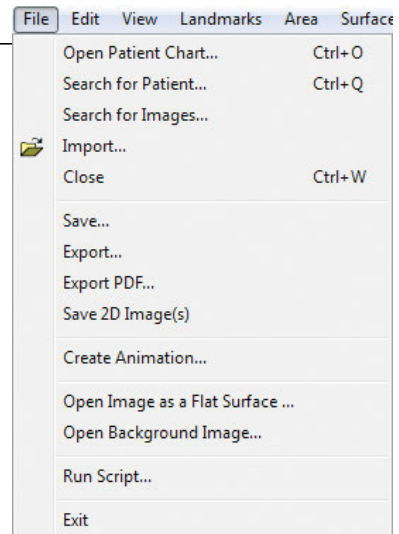 File Edit View Landmarks Area Surface
Open Patient Chart... Ctrl+O
Search for Patient... Ctrl+Q
Search for Images...
Import...
Close Ctrl+W
Save...
Export...
Export PDF...
Save 2D Image(s)
Create Animation...
Open Image as a Flat Surface ...
Open Background Image...
Run Script...
Exit